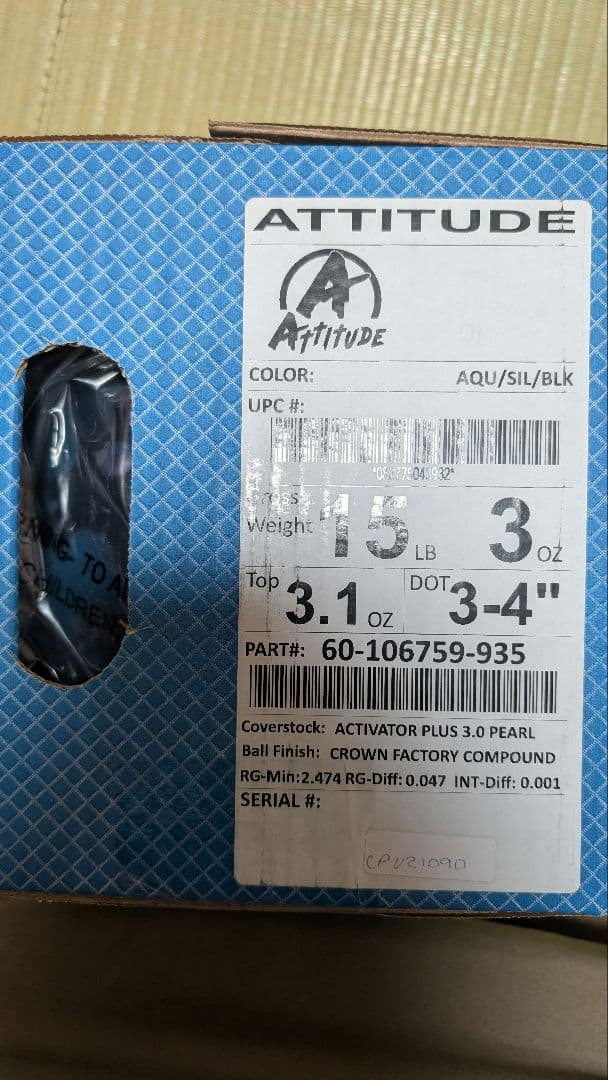 ATTITUDE
A
ATTITUDE
COLOR: AQU/SIL/BLK
UPC #:
Gross
Weight 15 LB 3 OZ
Top 3.1 OZ DOT 3-4"
PART#: 60-106759-935
Coverstock: ACTIVATOR PLUS 3.0 PEARL
Ball Finish: CROWN FACTORY COMPOUND
RG-Min:2.474 RG-Diff: 0.047 INT-Diff: 0.001
SERIAL #:
CPU21090
TO
CHILDREN